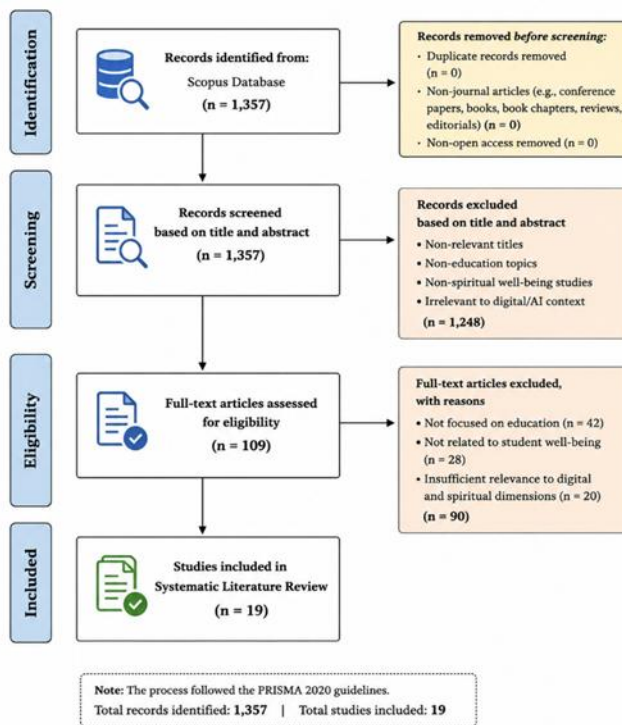 Identification
Records identified from:
Scopus Database
(n = 1,357)
Records removed before screening:
• Duplicate records removed
(n = 0)
• Non-journal articles (e.g., conference
papers, books, book chapters, reviews,
editorials) (n = 0)
• Non-open access removed (n = 0)
Screening
Records screened
based on title and abstract
(n = 1,357)
Records excluded
based on title and abstract
• Non-relevant titles
• Non-education topics
• Non-spiritual well-being studies
• Irrelevant to digital/AI context
(n = 1,248)
Eligibility
Full-text articles assessed
for eligibility
(n = 109)
Full-text articles excluded,
with reasons
• Not focused on education (n = 42)
• Not related to student well-being
(n = 28)
• Insufficient relevance to digital
and spiritual dimensions (n = 20)
(n = 90)
Included
Studies included in
Systematic Literature Review
(n = 19)
Note: The process followed the PRISMA 2020 guidelines.
Total records identified: 1,357 | Total studies included: 19